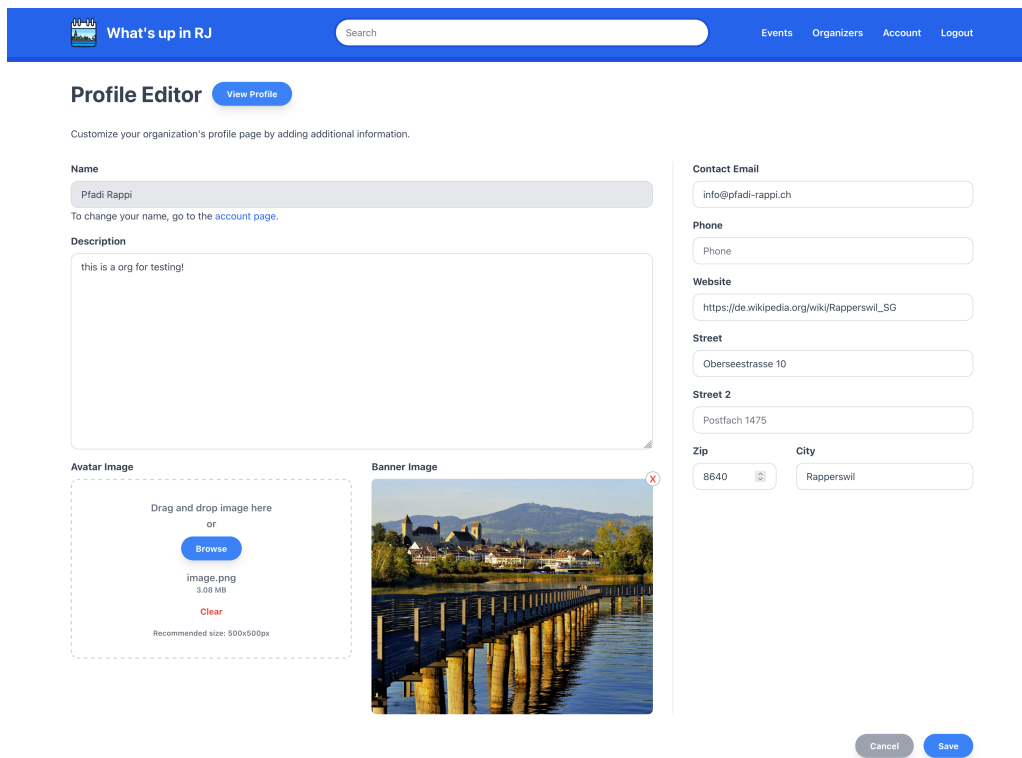 What's up in RJ
Search
Events
Organizers
Account
Logout
Profile Editor
View Profile
Customize your organization's profile page by adding additional information.
Name
Pfadi Rappi
To change your name, go to the account page.
Description
this is a org for testing!
Avatar Image
Drag and drop image here
or
Browse
image.png
3.08 MB
Clear
Recommended size: 500x500px
Banner Image
X
Contact Email
info@pfadi-rappi.ch
Phone
Phone
Website
https://de.wikipedia.org/wiki/Rapperswil_SG
Street
Oberseestrasse 10
Street 2
Postfach 1475
Zip
8640
City
Rapperswil
Cancel
Save